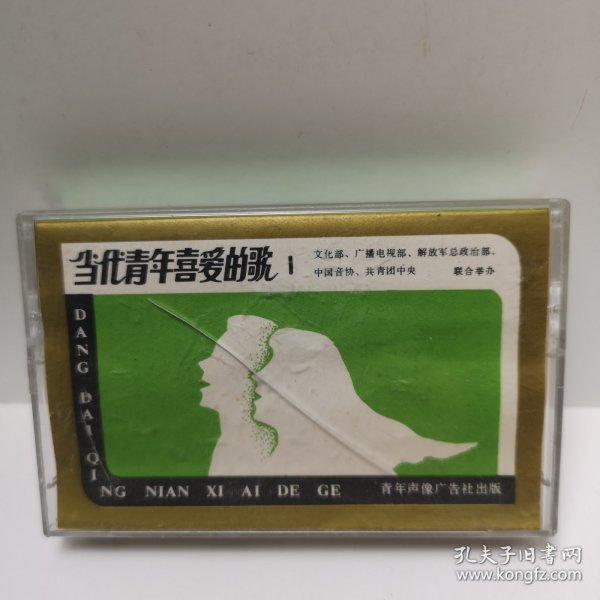 当代青年喜爱的歌 1
文化部、广播电视部、解放军总政治部、
中国音协、共青团中央 联合举办
DANG DAI QING NIAN XI AI DE GE
青年声像广告社出版
孔夫子旧书网
www.kongfz.com